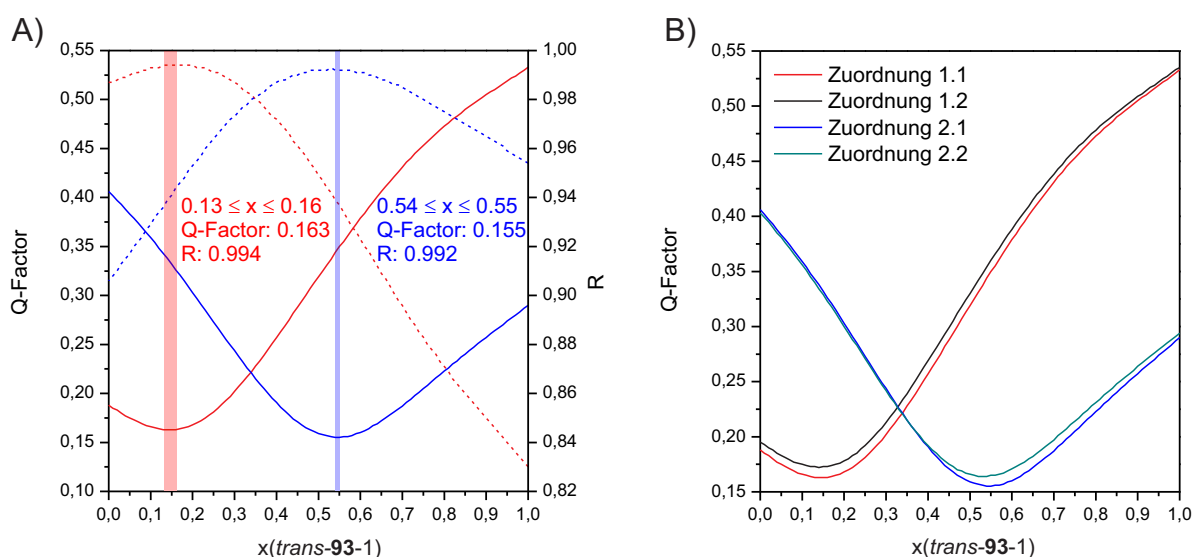 A)
0,55
0,50
0,45
0,40
0,35
0,30
0,25
0,20
0,15
0,10
Q-Factor
1,00
0,98
0,96
0,94
0,92
0,90
0,88
0,86
0,84
0,82
R
0.13 ≤ x ≤ 0.16
Q-Factor: 0.163
R: 0.994
0.54 ≤ x ≤ 0.55
Q-Factor: 0.155
R: 0.992
0,0 0,1 0,2 0,3 0,4 0,5 0,6 0,7 0,8 0,9 1,0
x(trans-93-1)
B)
0,55
0,50
0,45
0,40
0,35
0,30
0,25
0,20
0,15
Q-Factor
Zuordnung 1.1
Zuordnung 1.2
Zuordnung 2.1
Zuordnung 2.2
0,0 0,1 0,2 0,3 0,4 0,5 0,6 0,7 0,8 0,9 1,0
x(trans-93-1)